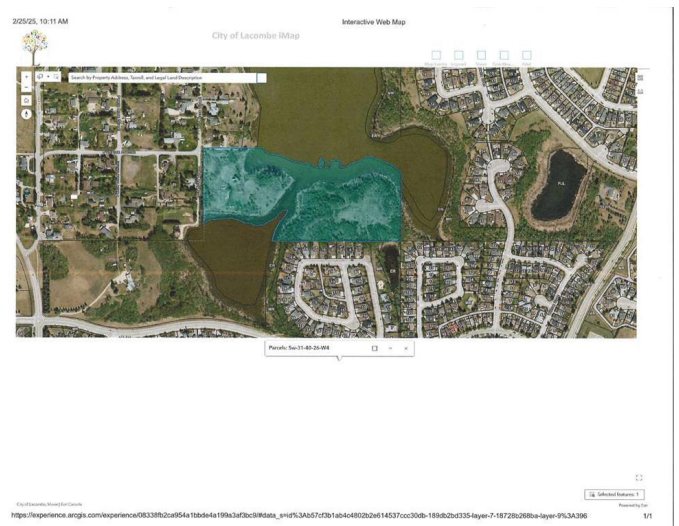 2/25/25, 10:11 AM
Interactive Web Map
City of Lacombe iMap
Search by Property Address, Taxroll, and Legal Land Description
Parcels: Sw-31-40-26-W4
Selected features: 1
City of Lacombe, Maxar | Esri Canada
Powered by Esri
https://experience.arcgis.com/experience/08338fb2ca954a1bbde4a199a3af3bc9/#data_s=id%3Ab57cf3b1ab4c4802b2e614537ccc30db-189db2bd335-layer-7-18728b268ba-layer-9%3A396
1/1